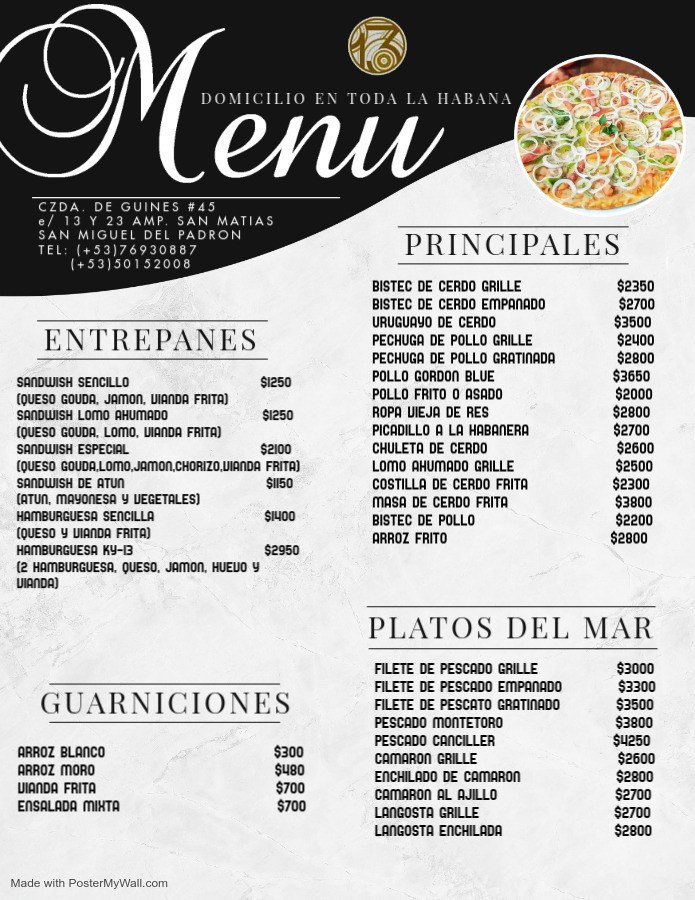 13
Menu
DOMICILIO EN TODA LA HABANA
CZDA. DE GUINES #45
e/ 13 Y 23 AMP. SAN MATIAS
SAN MIGUEL DEL PADRON
TEL: (+53)76930887
(+53)50152008
ENTREPANES
SANDWISH SENCILLO $1250
(QUESO GOUDA, JAMON, VIANDA FRITA)
SANDWISH LOMO AHUMADO $1250
(QUESO GOUDA, LOMO, VIANDA FRITA)
SANDWISH ESPECIAL $2100
(QUESO GOUDA,LOMO,JAMON,CHORIZO,VIANDA FRITA)
SANDWISH DE ATUN $1150
(ATUN, MAYONESA Y VEGETALES)
HAMBURGUESA SENCILLA $1400
(QUESO Y VIANDA FRITA)
HAMBURGUESA KY-13 $2950
(2 HAMBURGUESA, QUESO, JAMON, HUEVO Y
VIANDA)
GUARNICIONES
ARROZ BLANCO $300
ARROZ MORO $480
VIANDA FRITA $700
ENSALADA MIXTA $700
PRINCIPALES
BISTEC DE CERDO GRILLE $2350
BISTEC DE CERDO EMPANADO $2700
URUGUAYO DE CERDO $3500
PECHUGA DE POLLO GRILLE $2400
PECHUGA DE POLLO GRATINADA $2800
POLLO GORDON BLUE $3650
POLLO FRITO O ASADO $2000
ROPA VIEJA DE RES $2800
PICADILLO A LA HABANERA $2700
CHULETA DE CERDO $2600
LOMO AHUMADO GRILLE $2500
COSTILLA DE CERDO FRITA $2300
MASA DE CERDO FRITA $3800
BISTEC DE POLLO $2200
ARROZ FRITO $2800
PLATOS DEL MAR
FILETE DE PESCADO GRILLE $3000
FILETE DE PESCADO EMPANADO $3300
FILETE DE PESCATO GRATINADO $3500
PESCADO MONTETORO $3800
PESCADO CANCILLER $4250
CAMARON GRILLE $2600
ENCHILADO DE CAMARON $2800
CAMARON AL AJILLO $2700
LANGOSTA GRILLE $2700
LANGOSTA ENCHILADA $2800
Made with PosterMyWall.com